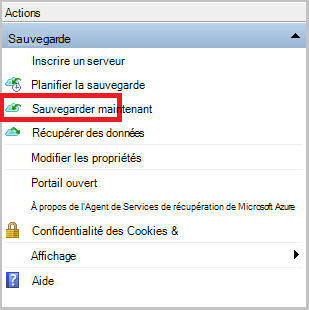 Actions
Sauvegarde
Inscrire un serveur
Planifier la sauvegarde
Sauvegarder maintenant
Récupérer des données
Modifier les propriétés
Portail ouvert
À propos de l'Agent de Services de récupération de Microsoft Azure
Confidentialité des Cookies &
Affichage
Aide